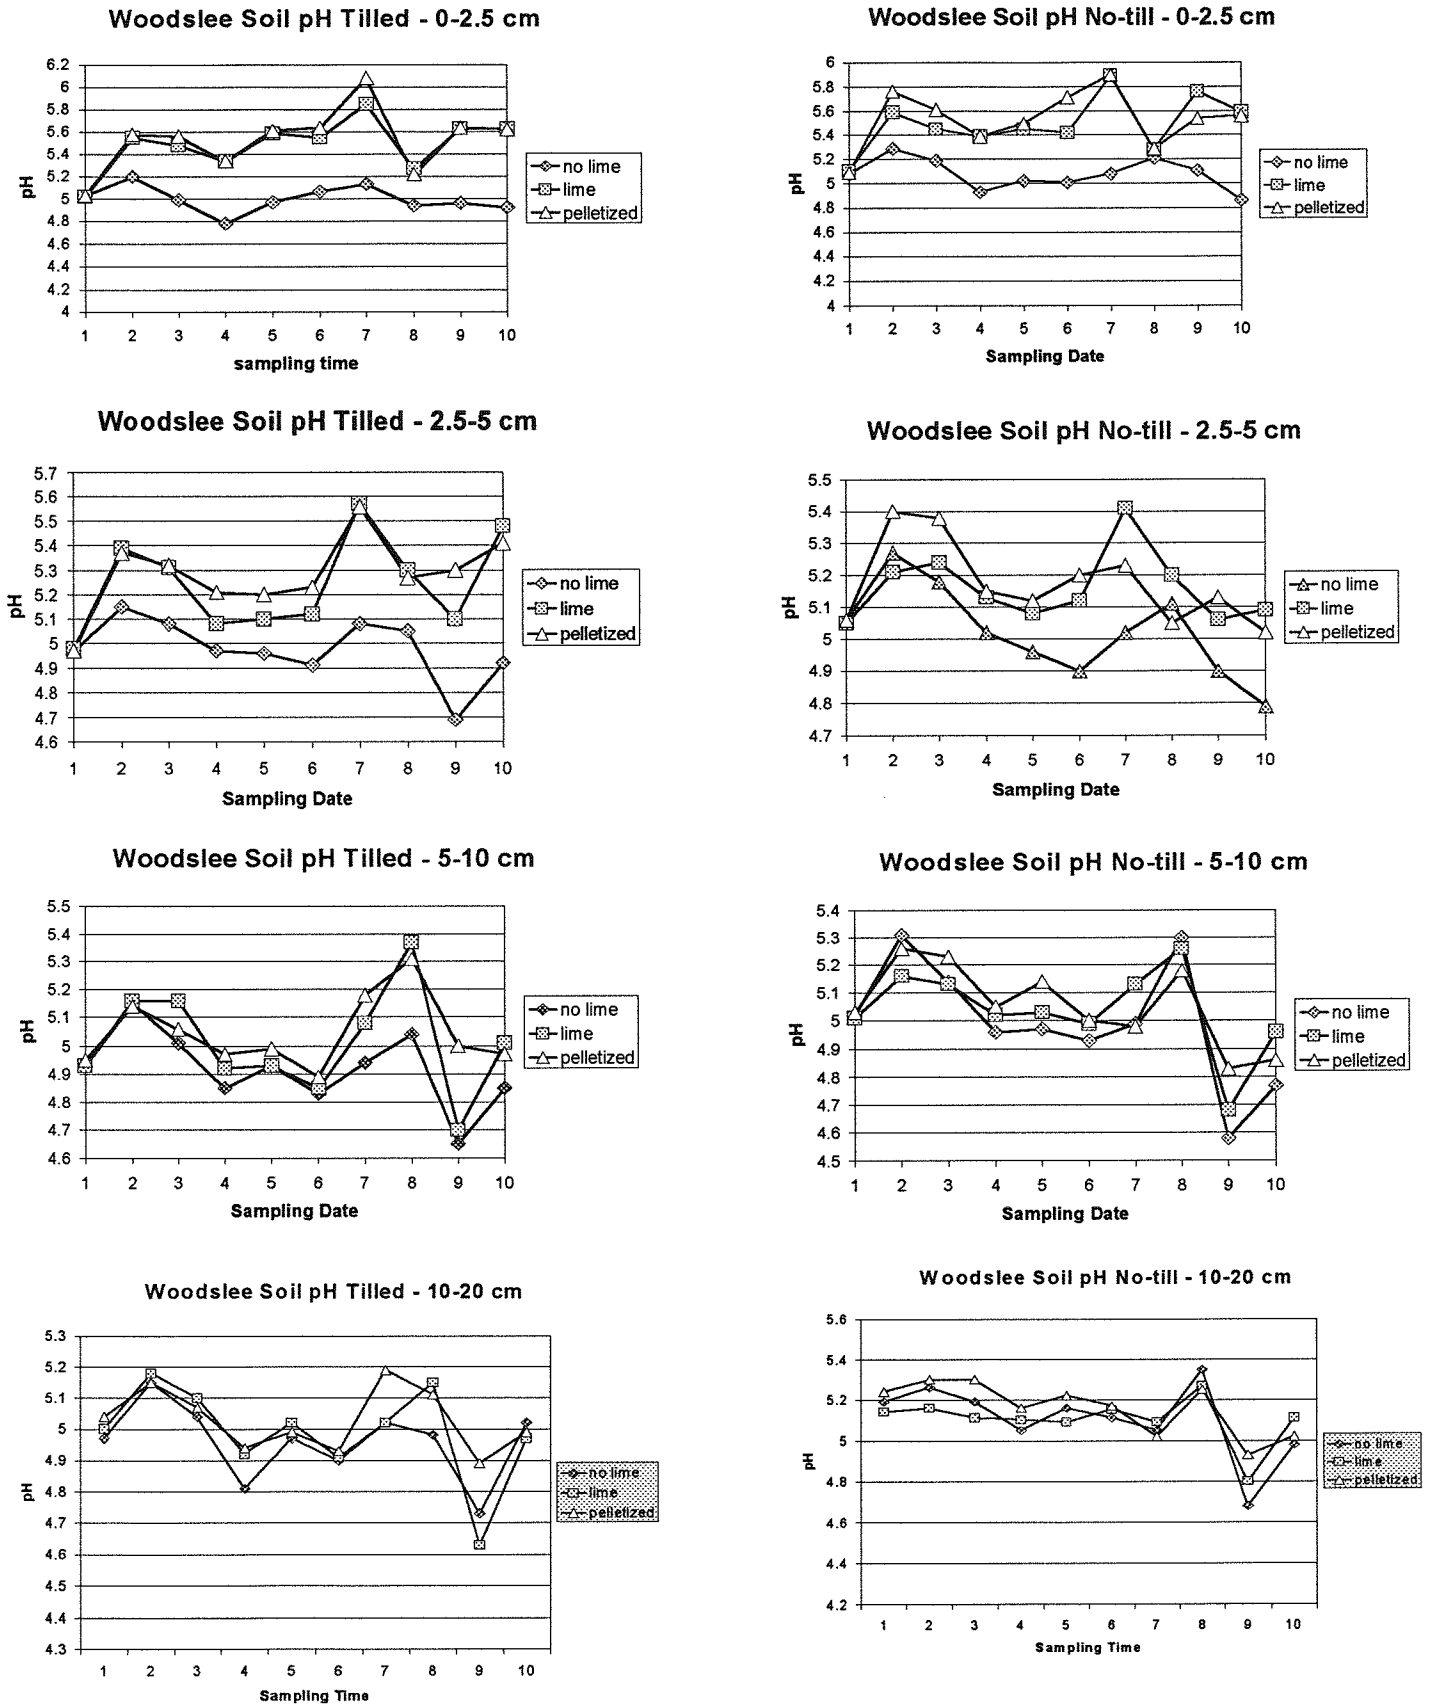 Woodslee Soil pH Tilled - 0-2.5 cm
6.2
6
5.8
5.6
5.4
5.2
5
4.8
4.6
4.4
4.2
4
pH
1 2 3 4 5 6 7 8 9 10
sampling time
no lime
lime
pelletized
Woodslee Soil pH No-till - 0-2.5 cm
6
5.8
5.6
5.4
5.2
5
4.8
4.6
4.4
4.2
4
pH
1 2 3 4 5 6 7 8 9 10
Sampling Date
no lime
lime
pelletized
Woodslee Soil pH Tilled - 2.5-5 cm
5.7
5.6
5.5
5.4
5.3
5.2
5.1
5
4.9
4.8
4.7
4.6
pH
1 2 3 4 5 6 7 8 9 10
Sampling Date
no lime
lime
pelletized
Woodslee Soil pH No-till - 2.5-5 cm
5.5
5.4
5.3
5.2
5.1
5
4.9
4.8
4.7
pH
1 2 3 4 5 6 7 8 9 10
Sampling Date
no lime
lime
pelletized
Woodslee Soil pH Tilled - 5-10 cm
5.5
5.4
5.3
5.2
5.1
5
4.9
4.8
4.7
4.6
pH
1 2 3 4 5 6 7 8 9 10
Sampling Date
no lime
lime
pelletized
Woodslee Soil pH No-till - 5-10 cm
5.4
5.3
5.2
5.1
5
4.9
4.8
4.7
4.6
4.5
pH
1 2 3 4 5 6 7 8 9 10
Sampling Date
no lime
lime
pelletized
Woodslee Soil pH Tilled - 10-20 cm
5.3
5.2
5.1
5
4.9
4.8
4.7
4.6
4.5
4.4
4.3
pH
1 2 3 4 5 6 7 8 9 10
Sampling Time
no lime
lime
pelletized
Woodslee Soil pH No-till - 10-20 cm
5.6
5.4
5.2
5
4.8
4.6
4.4
4.2
pH
1 2 3 4 5 6 7 8 9 10
Sampling Time
no lime
lime
pelletized